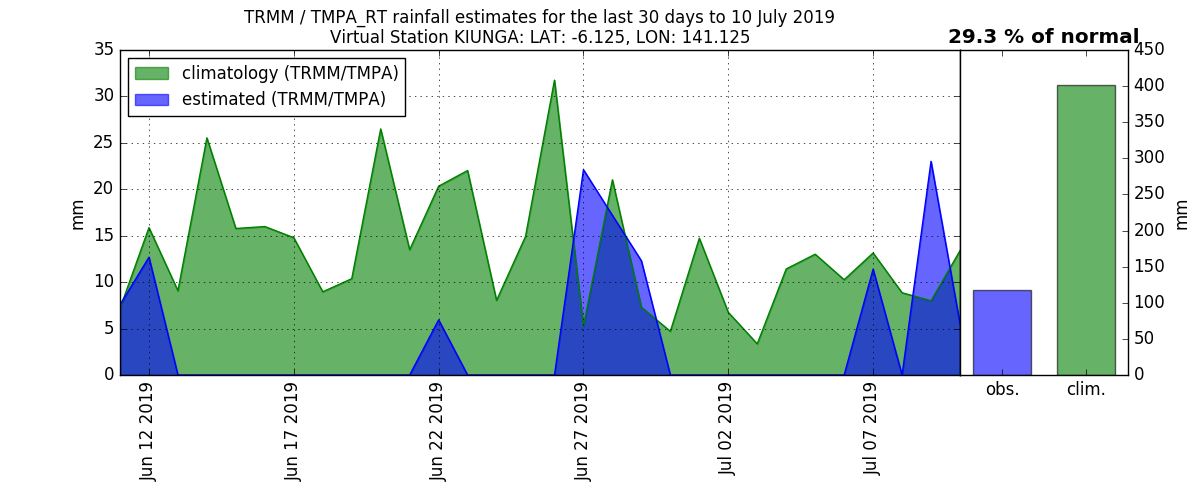 TRMM / TMPA_RT rainfall estimates for the last 30 days to 10 July 2019
Virtual Station KIUNGA: LAT: -6.125, LON: 141.125
29.3 % of normal
climatology (TRMM/TMPA)
estimated (TRMM/TMPA)
35
30
25
20
15
10
5
0
mm
Jun 12 2019
Jun 17 2019
Jun 22 2019
Jun 27 2019
Jul 02 2019
Jul 07 2019
450
400
350
300
250
200
150
100
50
0
mm
obs.
clim.